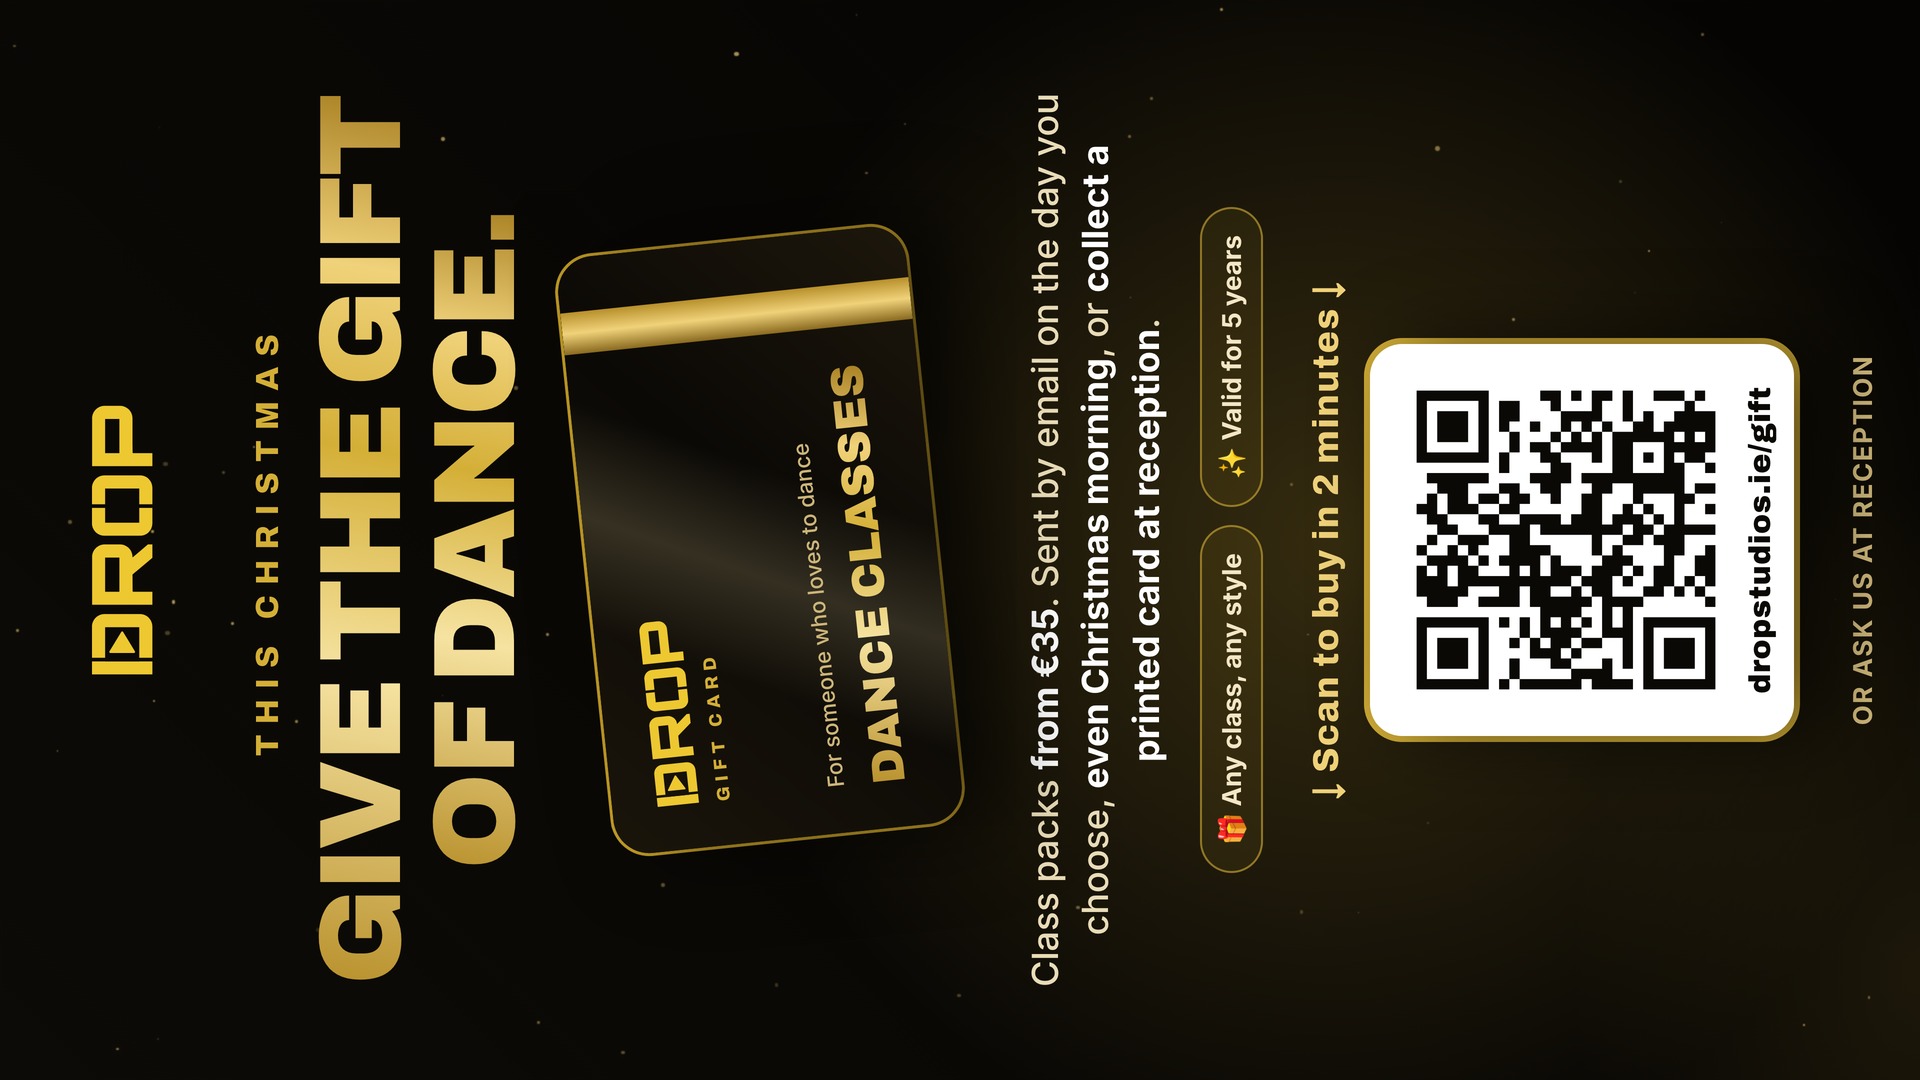 DROP
THIS CHRISTMAS
GIVE THE GIFT
OF DANCE.
DROP
GIFT CARD
For someone who loves to dance
DANCE CLASSES
Class packs from €35. Sent by email on the day you
choose, even Christmas morning, or collect a
printed card at reception.
🎁 Any class, any style
✨ Valid for 5 years
↓ Scan to buy in 2 minutes ↓
dropstudios.ie/gift
OR ASK US AT RECEPTION